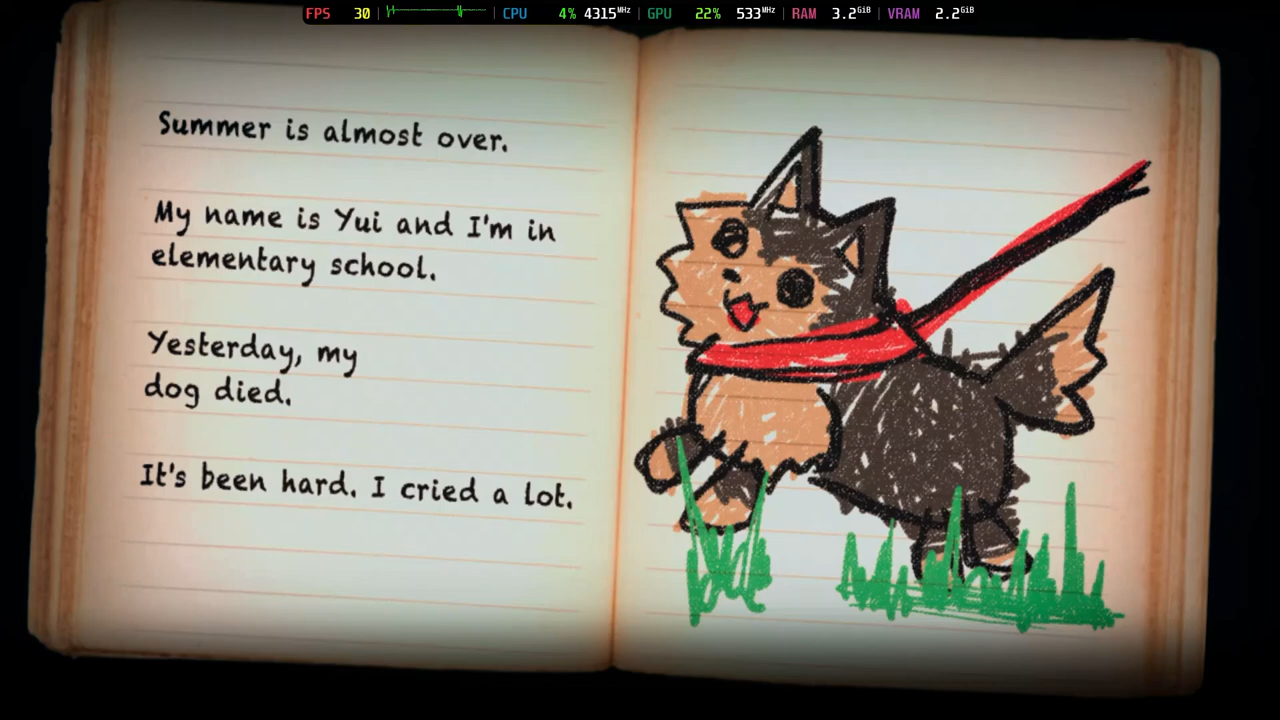 FPS 30 CPU 4% 4315MHz GPU 22% 533MHz RAM 3.2GiB VRAM 2.2GiB
Summer is almost over.
My name is Yui and I'm in
elementary school.
Yesterday, my
dog died.
It's been hard. I cried a lot.